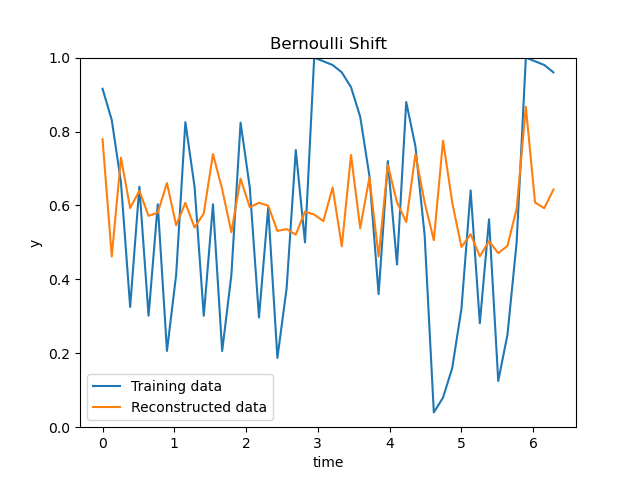 Bernoulli Shift
1.0
0.8
0.6
0.4
0.2
0.0
y
Training data
Reconstructed data
0 1 2 3 4 5 6
time